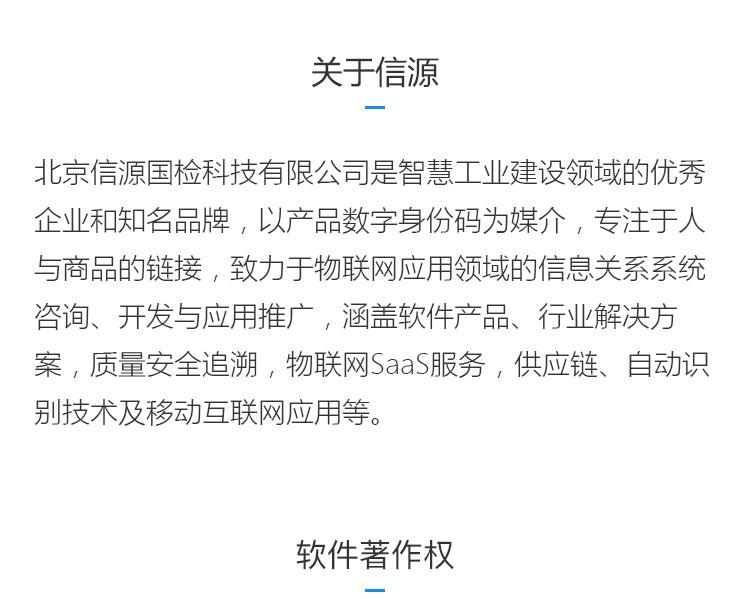 关于信源
北京信源国检科技有限公司是智慧工业建设领域的优秀
企业和知名品牌，以产品数字身份码为媒介，专注于人
与商品的链接，致力于物联网应用领域的信息关系系统
咨询、开发与应用推广，涵盖软件产品、行业解决方
案，质量安全追溯，物联网SaaS服务，供应链、自动识
别技术及移动互联网应用等。
软件著作权